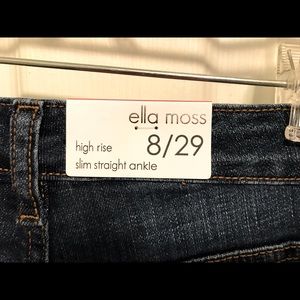 ella moss
high rise 8/29
slim straight ankle